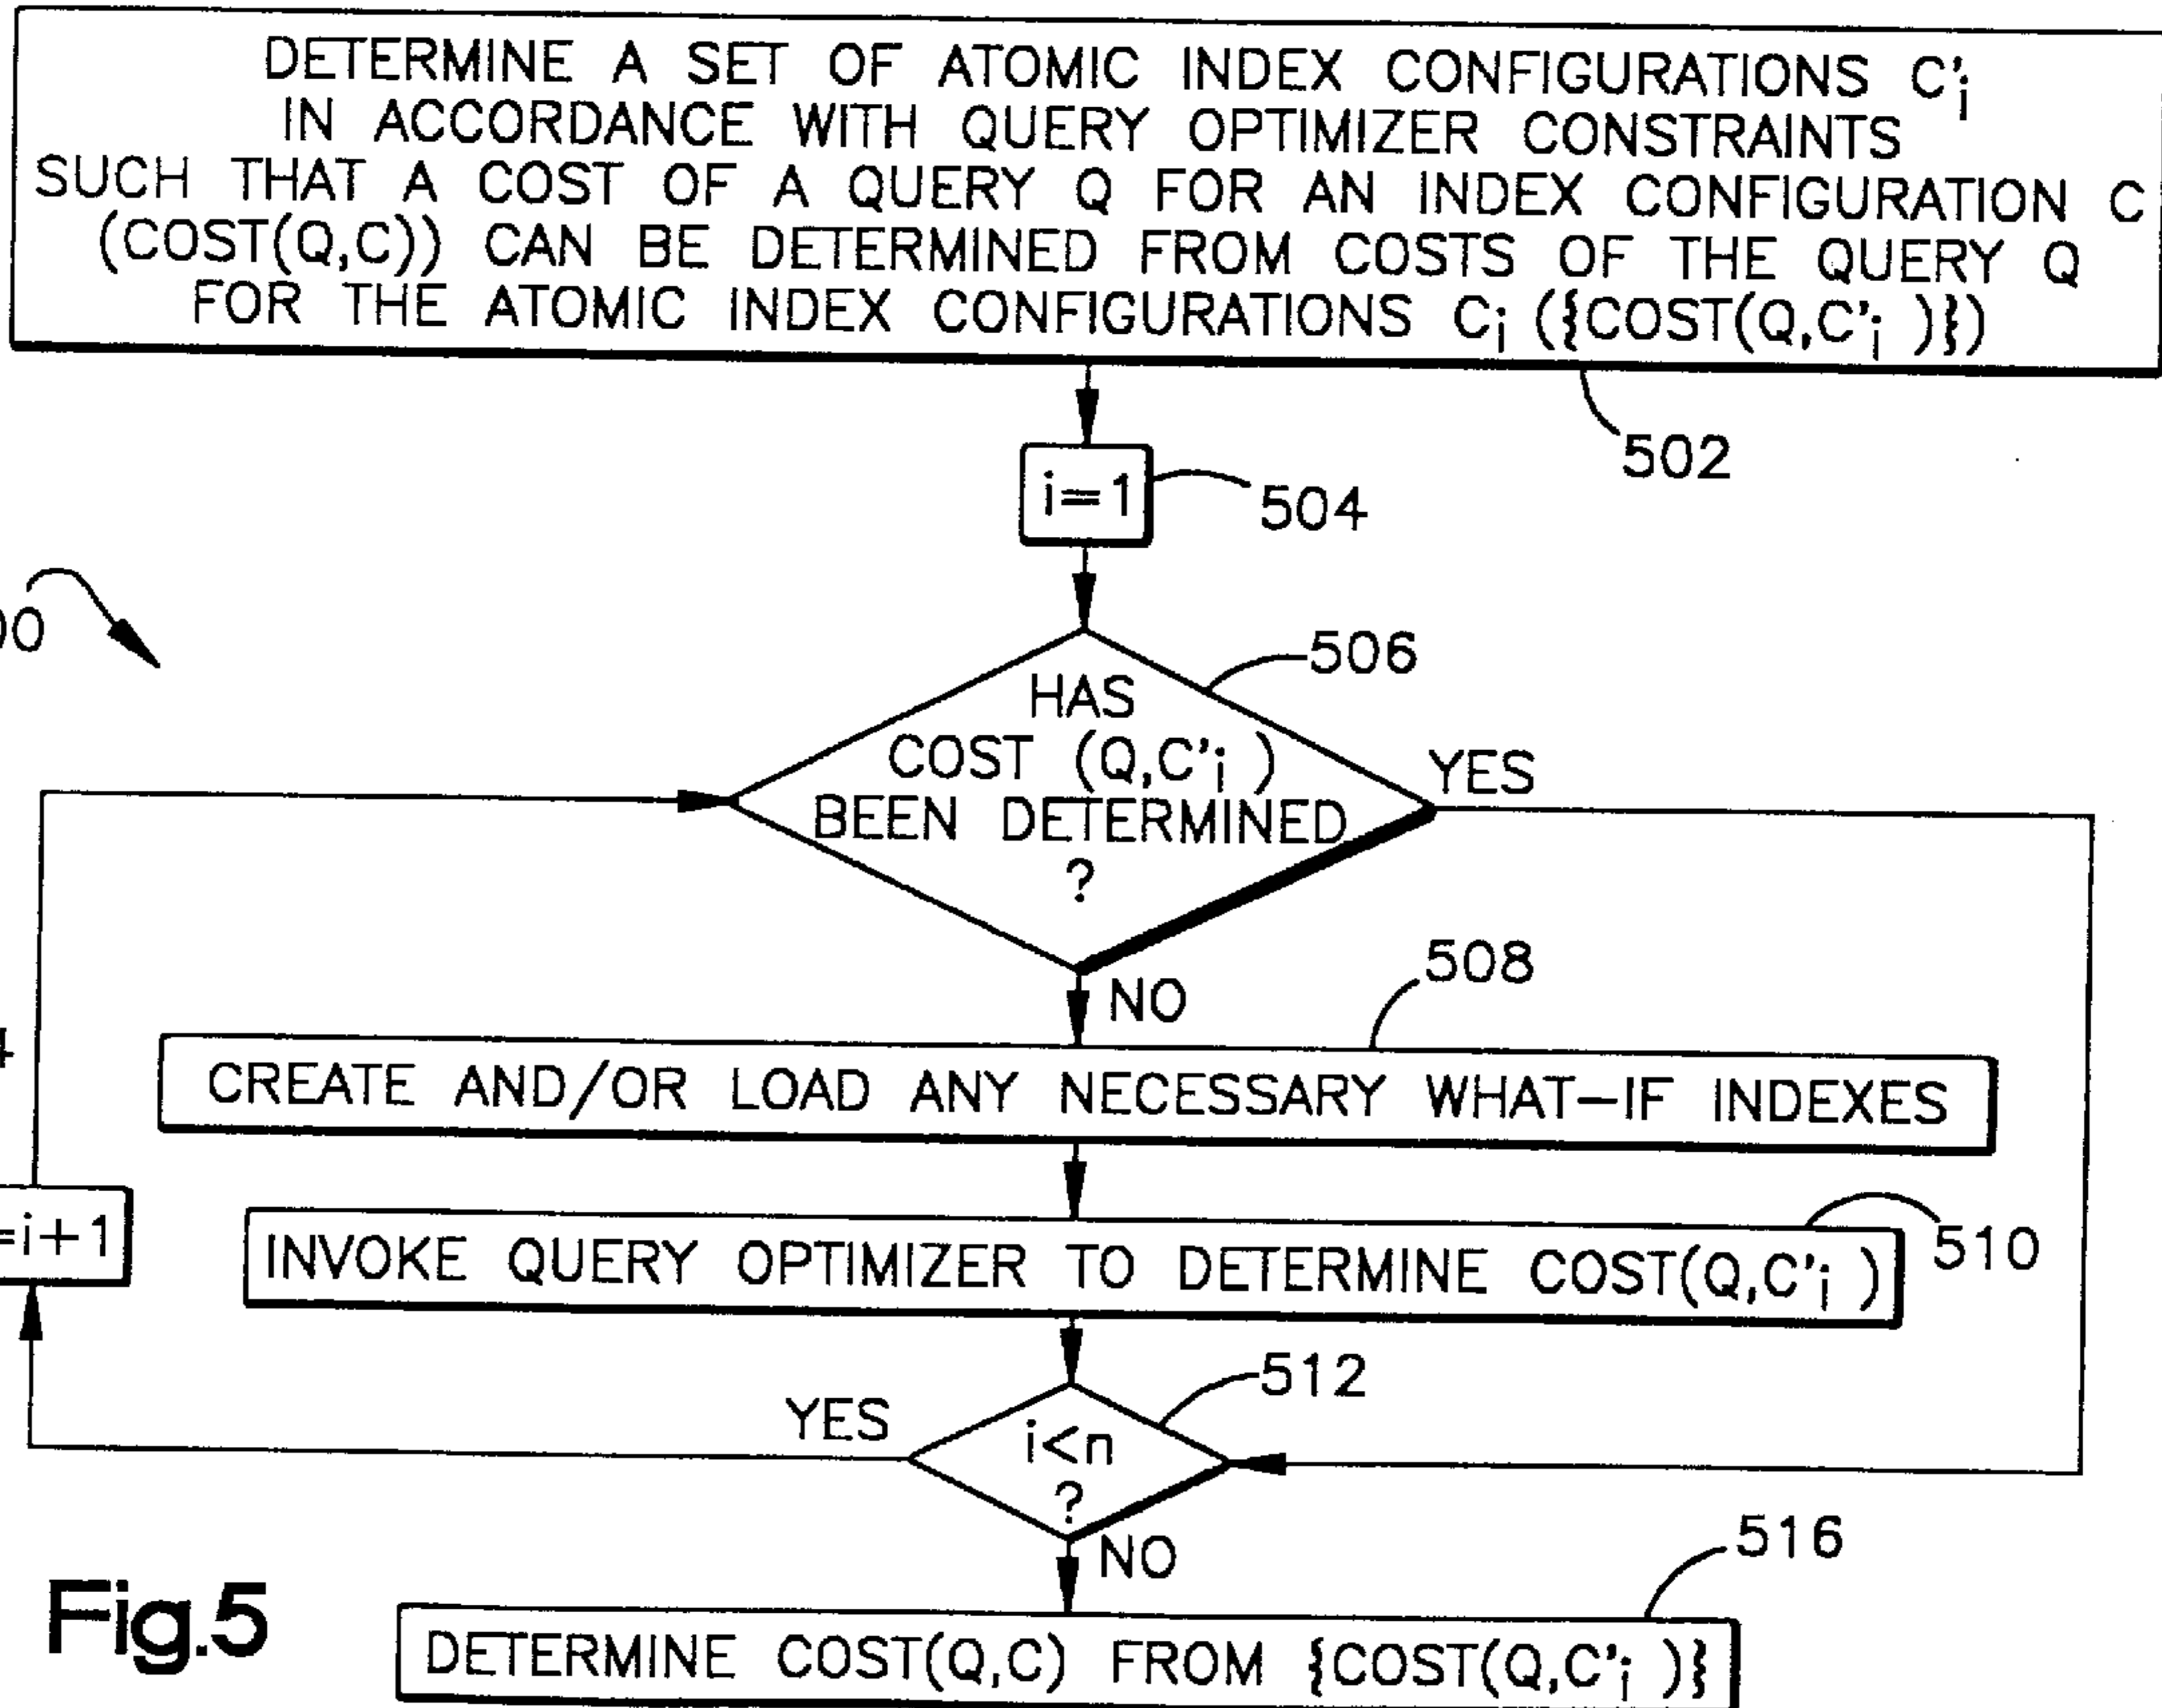 DETERMINE A SET OF ATOMIC INDEX CONFIGURATIONS C'i
IN ACCORDANCE WITH QUERY OPTIMIZER CONSTRAINTS
SUCH THAT A COST OF A QUERY Q FOR AN INDEX CONFIGURATION C
(COST(Q,C)) CAN BE DETERMINED FROM COSTS OF THE QUERY Q
FOR THE ATOMIC INDEX CONFIGURATIONS Ci ({COST(Q,C'i )})
502
i=1
504
506
HAS
COST (Q,C'i )
BEEN DETERMINED
?
YES
NO
508
CREATE AND/OR LOAD ANY NECESSARY WHAT-IF INDEXES
=i+1
INVOKE QUERY OPTIMIZER TO DETERMINE COST(Q,C'i )
510
512
YES
i<n
?
NO
516
Fig.5
DETERMINE COST(Q,C) FROM {COST(Q,C'i )}